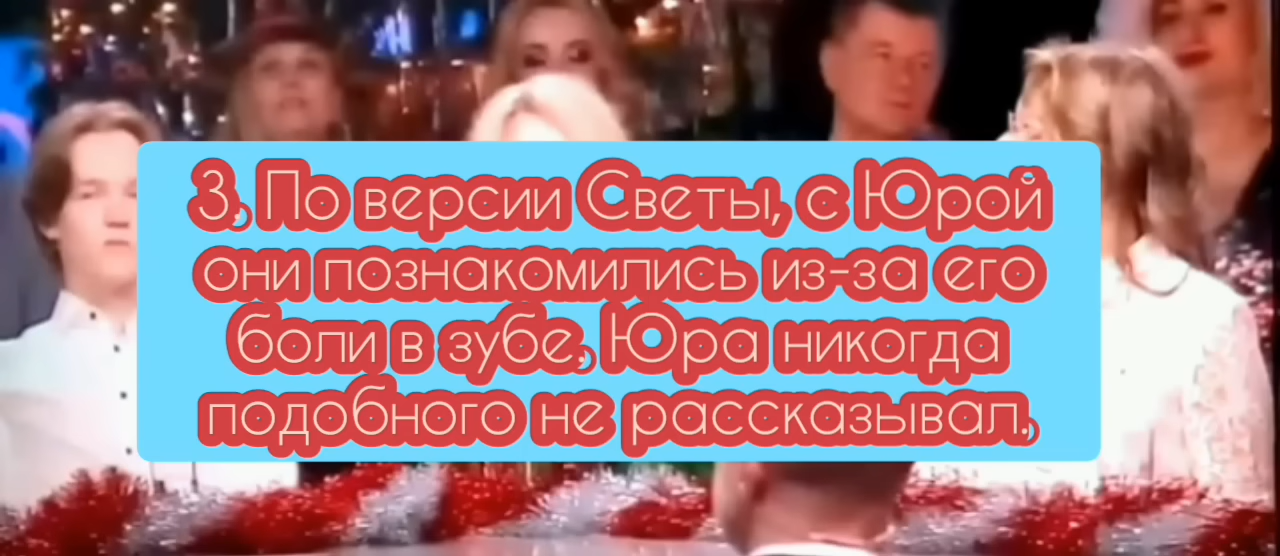 3. По версии Светы, с Юрой
они познакомились из-за его
боли в зубе. Юра никогда
подобного не рассказывал.